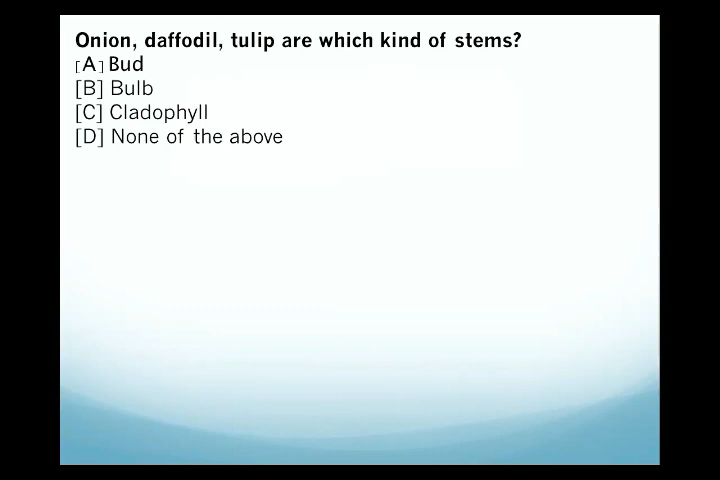 Onion, daffodil, tulip are which kind of stems?
[A] Bud
[B] Bulb
[C] Cladophyll
[D] None of the above